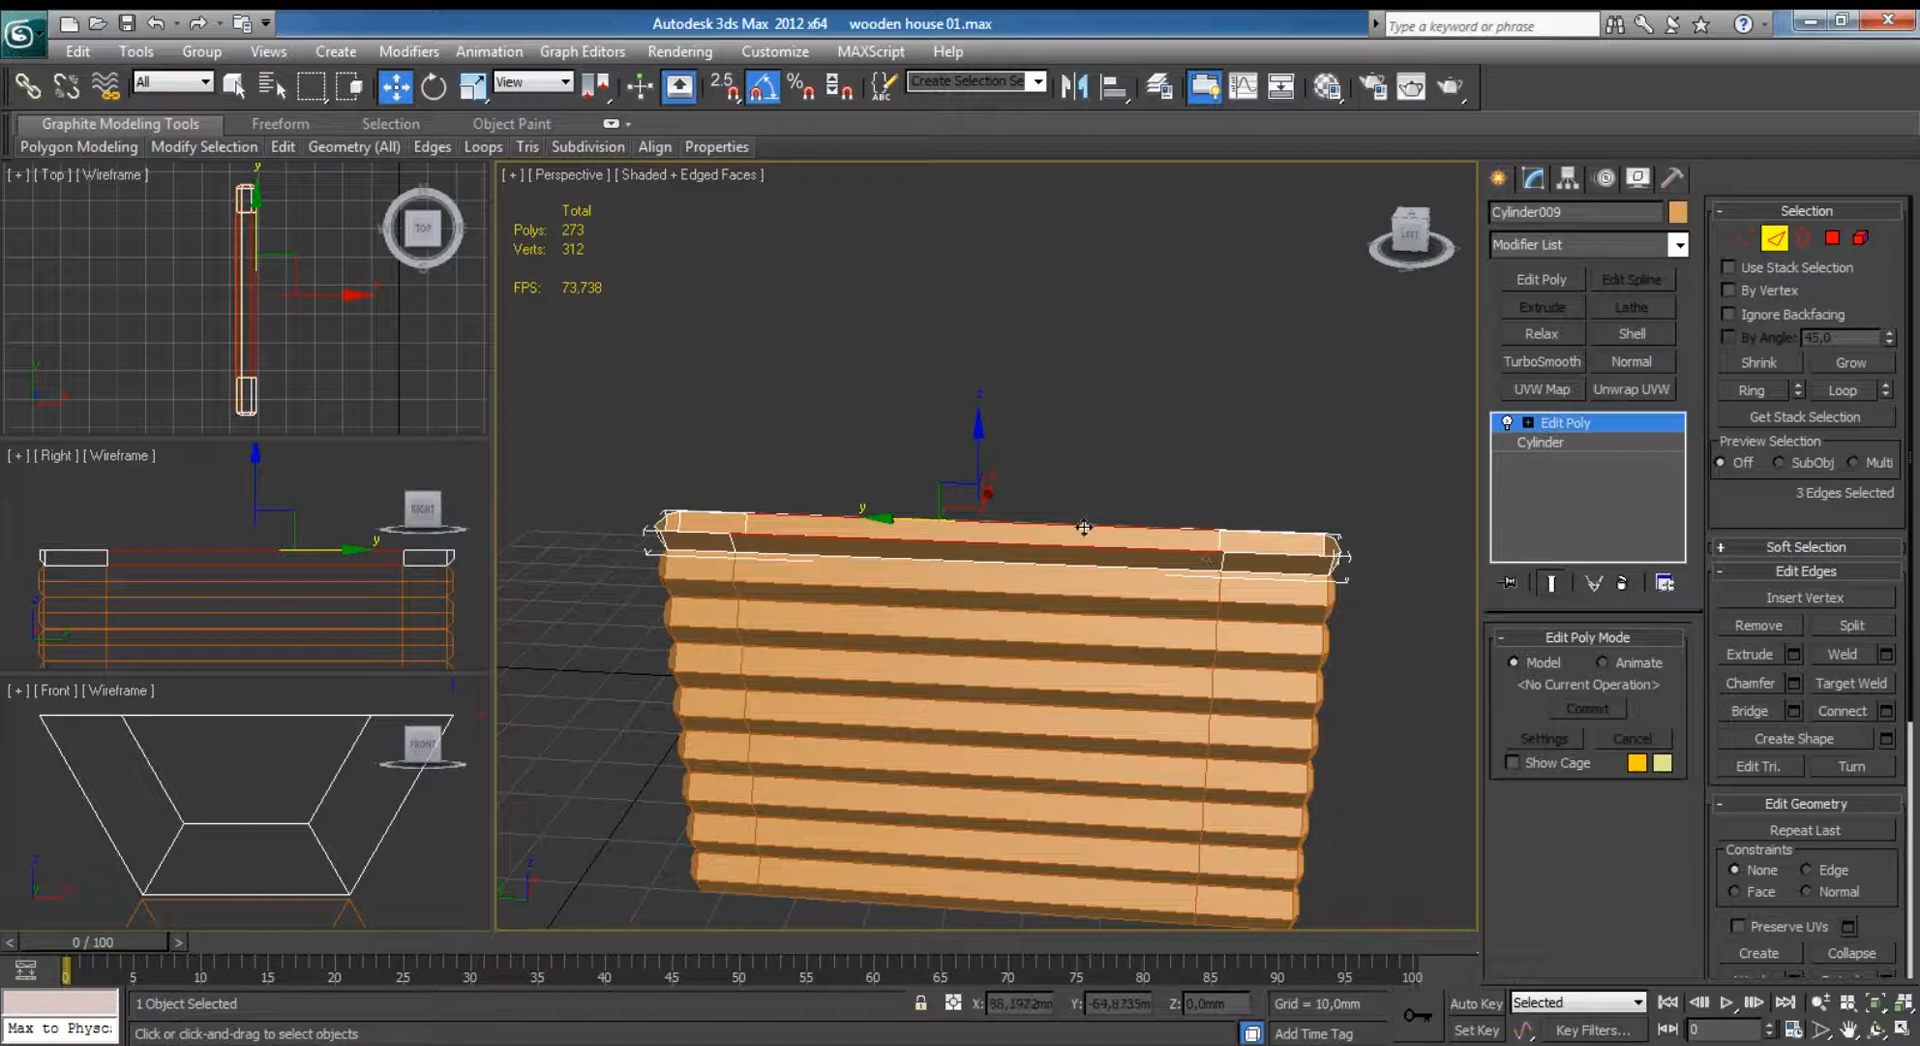 Autodesk 3ds Max 2012 x64 wooden house 01.max
Type a keyword or phrase
Edit Tools Group Views Create Modifiers Animation Graph Editors Rendering Customize MAXScript Help
All View 2.5 Create Selection Se
ABC
Graphite Modeling Tools Freeform Selection Object Paint
Polygon Modeling Modify Selection Edit Geometry (All) Edges Loops Tris Subdivision Align Properties
[ + ] [ Top ] [ Wireframe ]
y
TOP
[ + ] [ Right ] [ Wireframe ]
RIGHT
y
[ + ] [ Front ] [ Wireframe ]
FRONT
[ + ] [ Perspective ] [ Shaded + Edged Faces ]
Total
Polys: 273
Verts: 312
FPS: 73,738
LEFT
z
y
Cylinder009
Modifier List
Edit Poly Edit Spline
Extrude Lathe
Relax Shell
TurboSmooth Normal
UVW Map Unwrap UVW
Edit Poly
Cylinder
Edit Poly Mode
Model Animate
<No Current Operation>
Commit
Settings Cancel
Show Cage
Selection
Use Stack Selection
By Vertex
Ignore Backfacing
By Angle: 45,0
Shrink Grow
Ring Loop
Get Stack Selection
Preview Selection
Off SubObj Multi
3 Edges Selected
+ Soft Selection
- Edit Edges
Insert Vertex
Remove Split
Extrude Weld
Chamfer Target Weld
Bridge Connect
Create Shape
Edit Tri. Turn
- Edit Geometry
Repeat Last
Constraints
None Edge
Face Normal
Preserve UVs
Create Collapse
< 0 / 100 >
0 5 10 15 20 25 30 35 40 45 50 55 60 65 70 75 80 85 90 95 100
1 Object Selected X: Y: Z: 0,0mm Grid = 10,0mm Auto Key Selected
Max to Physc: Click or click-and-drag to select objects Add Time Tag Set Key Key Filters... 0